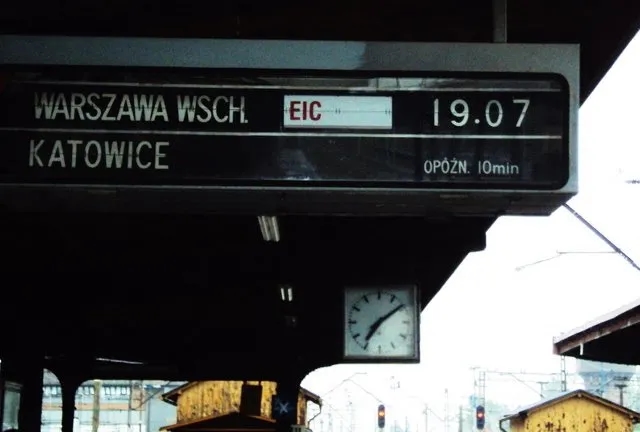 WARSZAWA WSCH. EIC 19.07
KATOWICE OPÓŹN. 10min